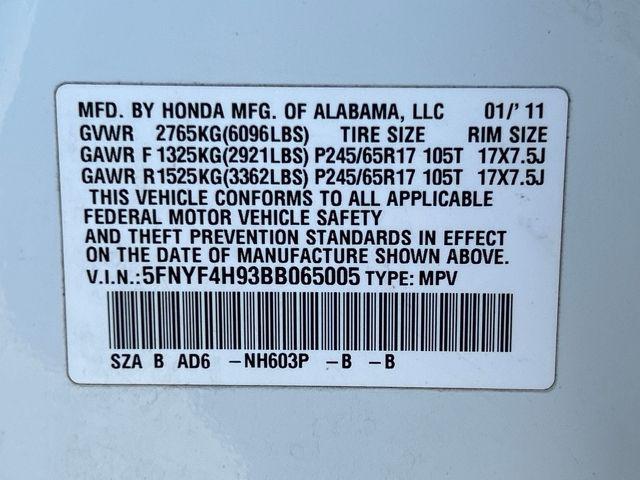 MFD. BY HONDA MFG. OF ALABAMA, LLC 01/'11
GVWR 2765KG(6096LBS) TIRE SIZE RIM SIZE
GAWR F 1325KG(2921LBS) P245/65R17 105T 17X7.5J
GAWR R1525KG(3362LBS) P245/65R17 105T 17X7.5J
THIS VEHICLE CONFORMS TO ALL APPLICABLE
FEDERAL MOTOR VEHICLE SAFETY
AND THEFT PREVENTION STANDARDS IN EFFECT
ON THE DATE OF MANUFACTURE SHOWN ABOVE.
V.I.N.:5FNYF4H93BB065005 TYPE: MPV
SZA B AD6 -NH603P -B -B